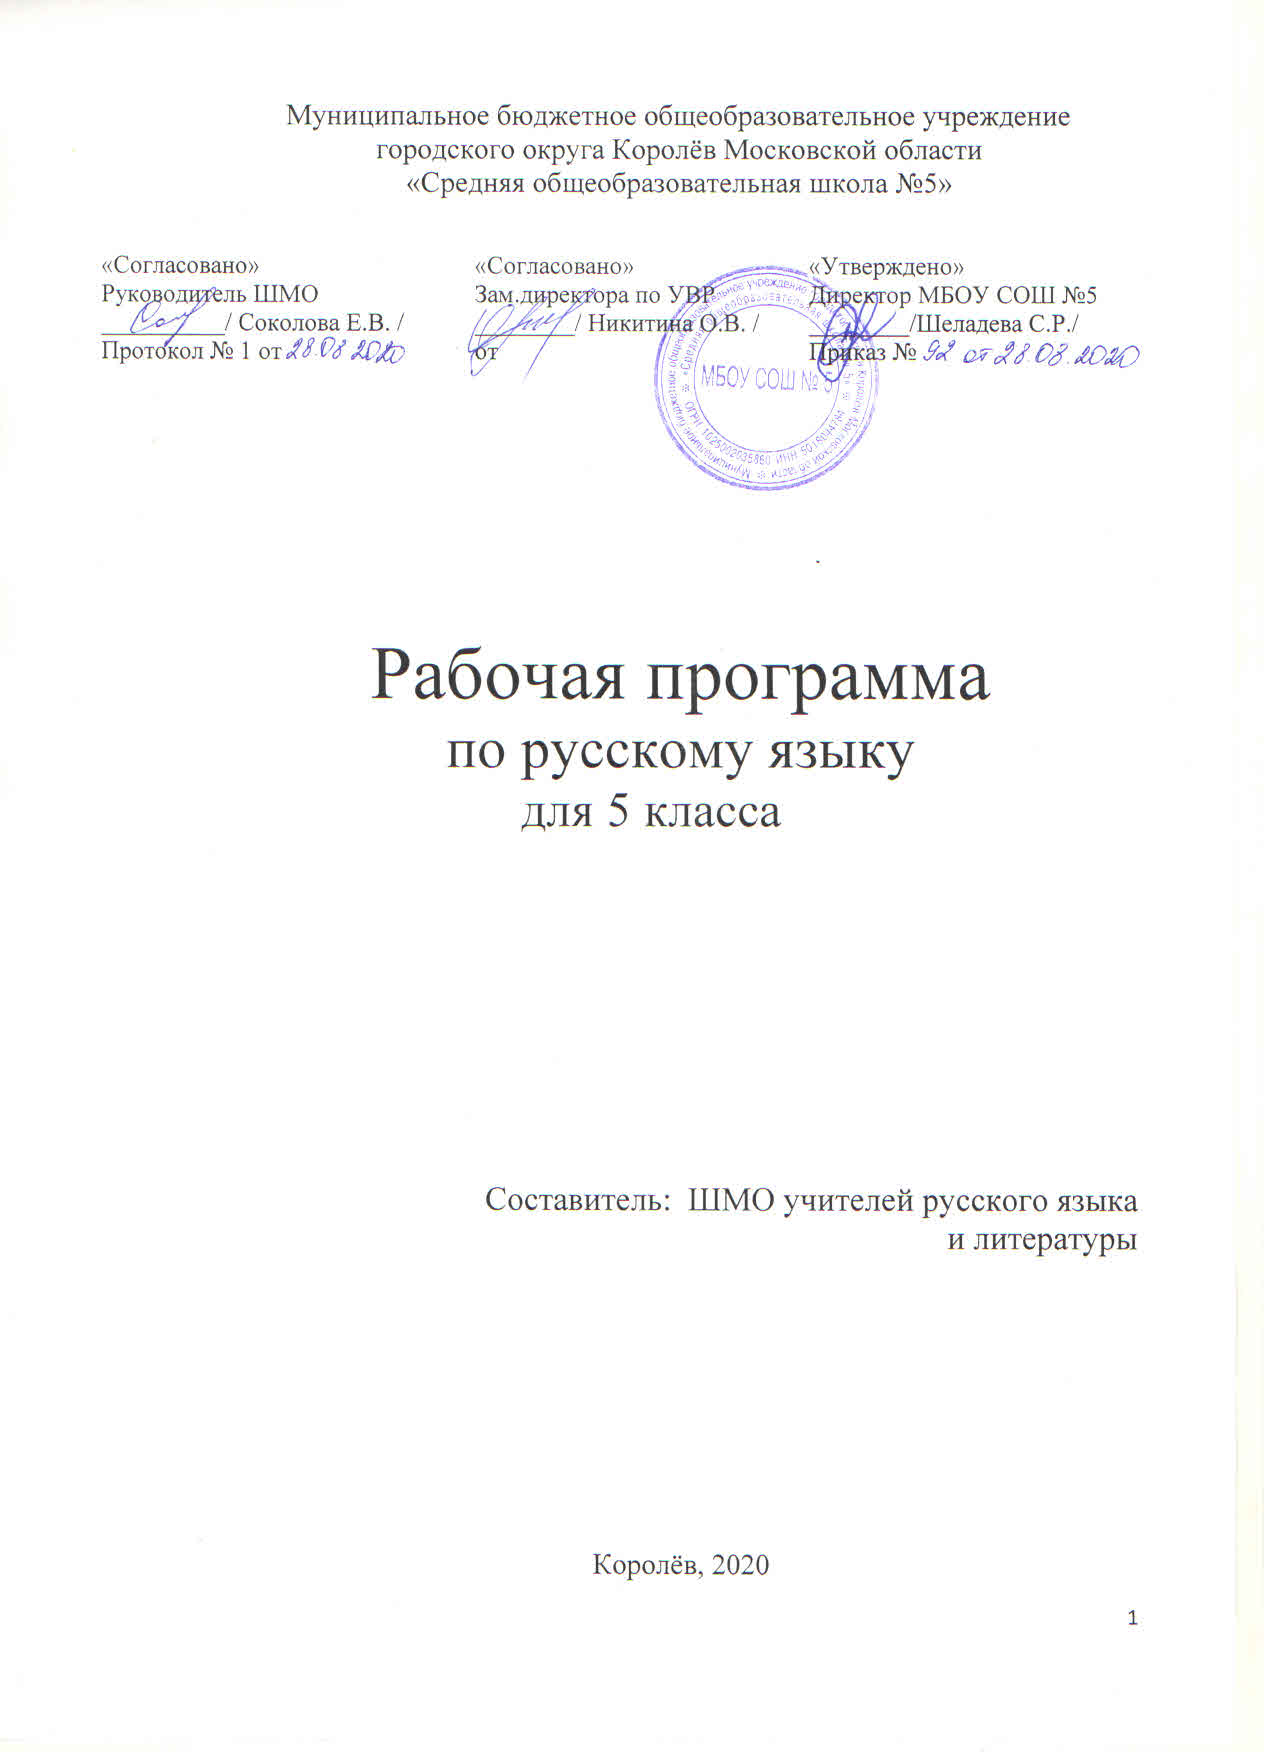 Муниципальное бюджетное общеобразовательное учреждение
городского округа Королёв Московской области
«Средняя общеобразовательная школа №5»
«Согласовано»
Руководитель ШМО
/ Соколова Е.В. /
Протокол № 1 от 28.08 2020
«Согласовано»
Зам.директора по УВР
/ Никитина О.В. /
от
«Утверждено»
Директор МБОУ СОШ №5
/Шеладева С.Р./
Приказ № 92 от 28.08.2020
МБОУ СОШ № 5
Рабочая программа
по русскому языку
для 5 класса
Составитель: ШМО учителей русского языка
и литературы
Королёв, 2020
1